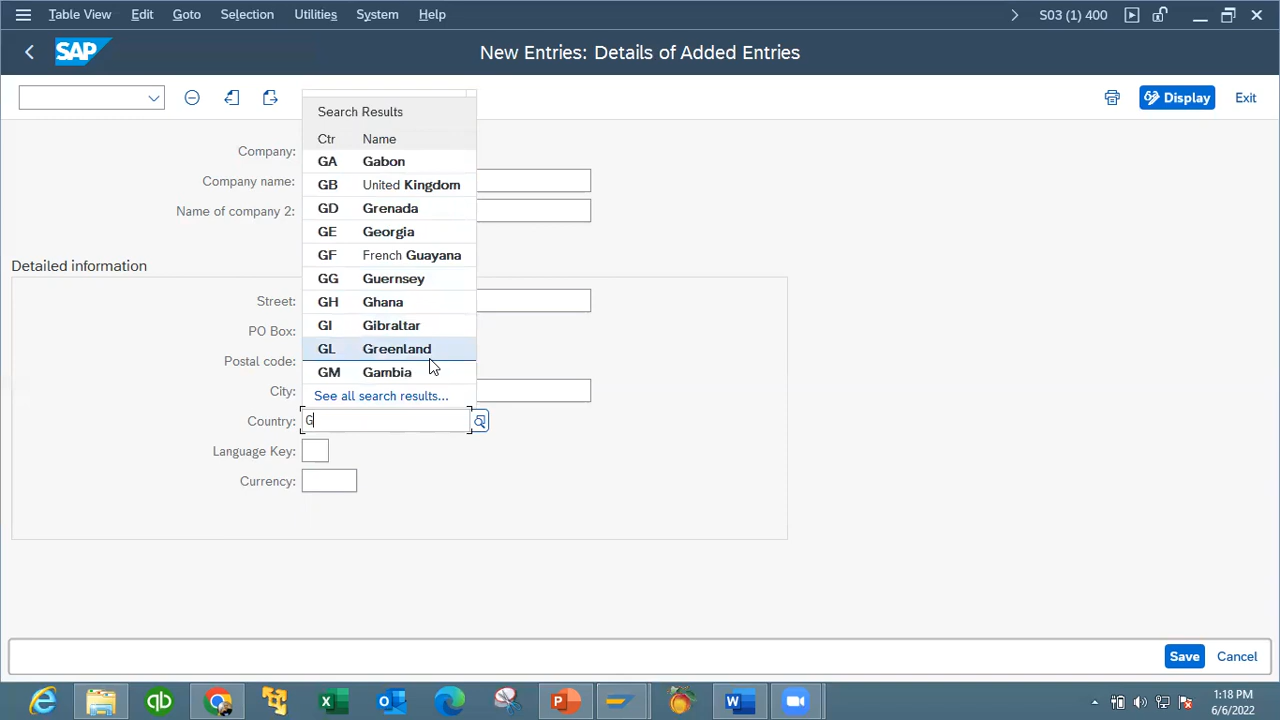 Table View Edit Goto Selection Utilities System Help S03 (1) 400
SAP New Entries: Details of Added Entries
Display Exit
Search Results
Ctr Name
Company:
GA Gabon
Company name:
GB United Kingdom
Name of company 2:
GD Grenada
GE Georgia
GF French Guayana
Detailed information
GG Guernsey
Street:
GH Ghana
PO Box:
GI Gibraltar
GL Greenland
Postal code:
GM Gambia
City:
See all search results...
Country: G
Language Key:
Currency:
Save Cancel
1:18 PM
6/6/2022